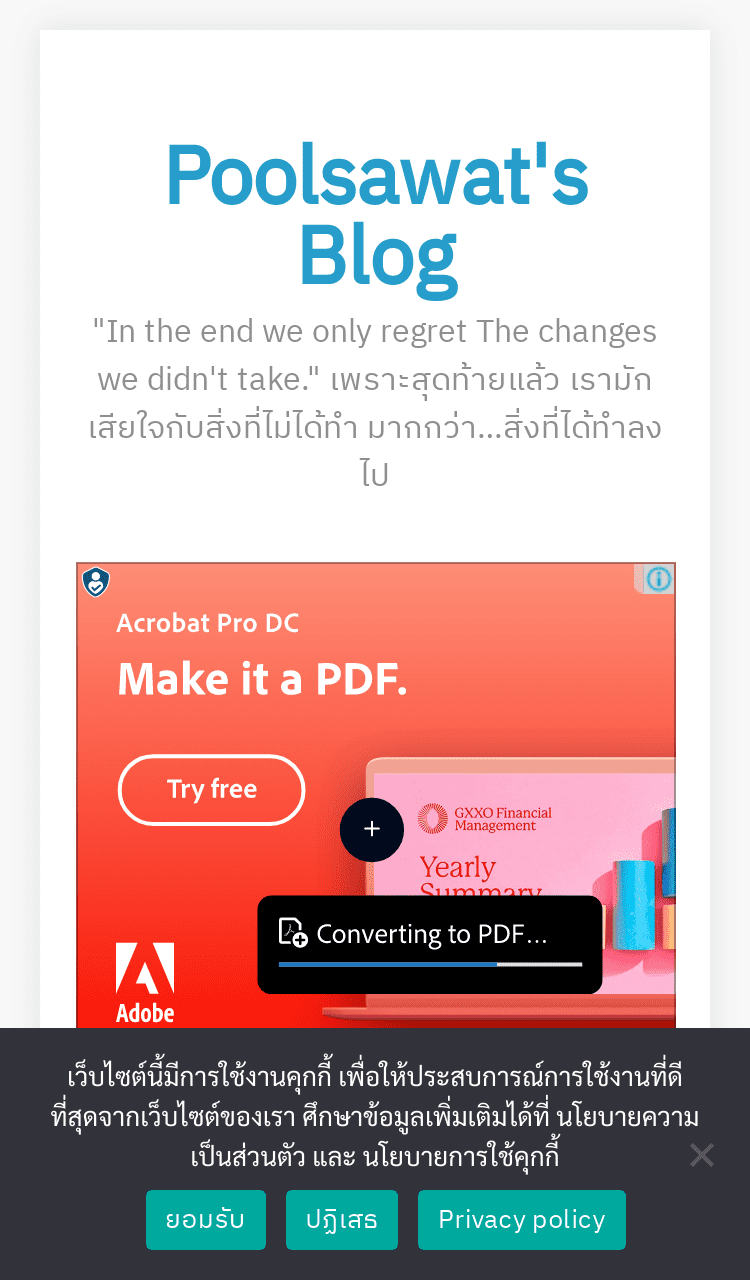 Poolsawat's
Blog
"In the end we only regret The changes
we didn't take." เพราะสุดท้ายแล้ว เรามัก
เสียใจกับสิ่งที่ไม่ได้ทำ มากกว่า...สิ่งที่ได้ทำลง
ไป
Acrobat Pro DC
Make it a PDF.
Try free
GXXO Financial
Management
Yearly
Summary
Converting to PDF...
Adobe
เว็บไซต์นี้มีการใช้งานคุกกี้ เพื่อให้ประสบการณ์การใช้งานที่ดี
ที่สุดจากเว็บไซต์ของเรา ศึกษาข้อมูลเพิ่มเติมได้ที่ นโยบายความ
เป็นส่วนตัว และ นโยบายการใช้คุกกี้
ยอมรับ
ปฏิเสธ
Privacy policy